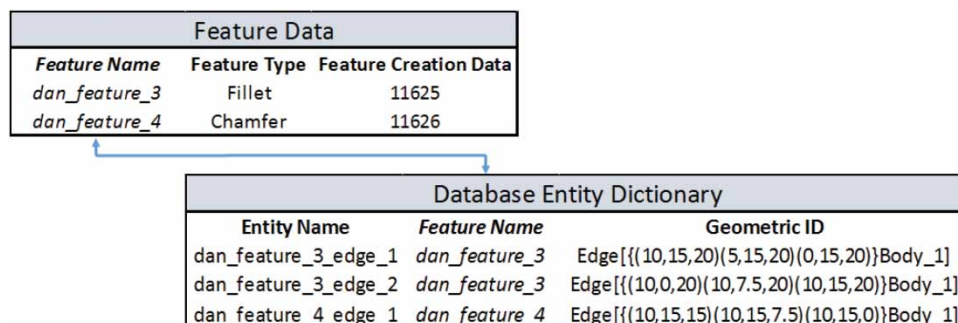 Feature Data
Feature Name Feature Type Feature Creation Data
dan_feature_3 Fillet 11625
dan_feature_4 Chamfer 11626
Database Entity Dictionary
Entity Name Feature Name Geometric ID
dan_feature_3_edge_1 dan_feature_3 Edge[{(10,15,20)(5,15,20)(0,15,20)}Body_1]
dan_feature_3_edge_2 dan_feature_3 Edge[{(10,0,20)(10,7.5,20)(10,15,20)}Body_1]
dan_feature_4_edge_1 dan_feature_4 Edge[{(10,15,15)(10,15,7.5)(10,15,0)}Body_1]